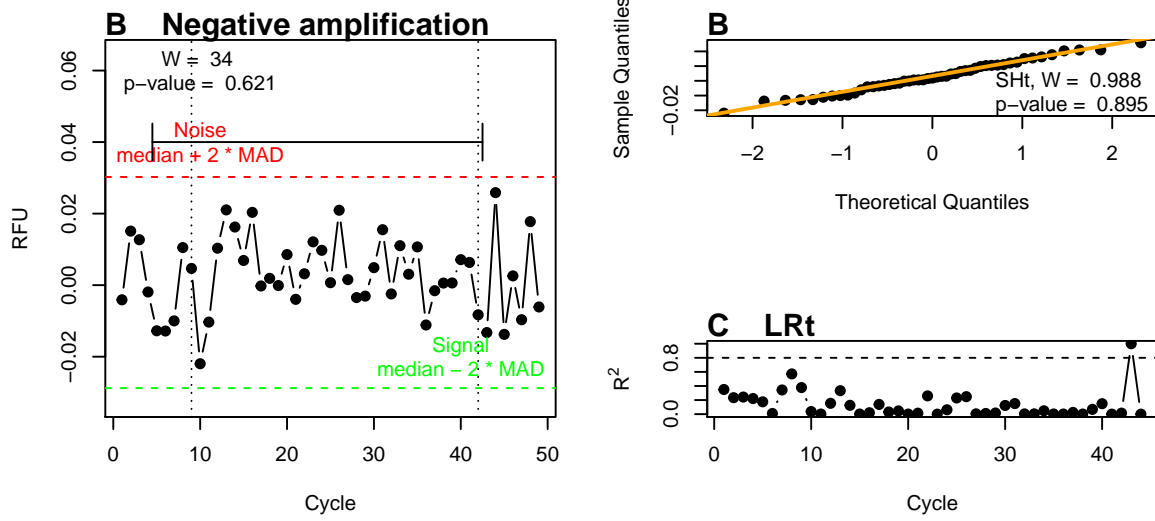 B Negative amplification
W = 34
p−value = 0.621
Noise
median + 2 * MAD
Signal
median − 2 * MAD
RFU
−0.02 0.00 0.02 0.04 0.06
0 10 20 30 40 50
Cycle
B
Sample Quantiles
−0.02
SHt, W = 0.988
p−value = 0.895
−2 −1 0 1 2
Theoretical Quantiles
C LRt
R2
0.0 0.8
0 10 20 30 40
Cycle